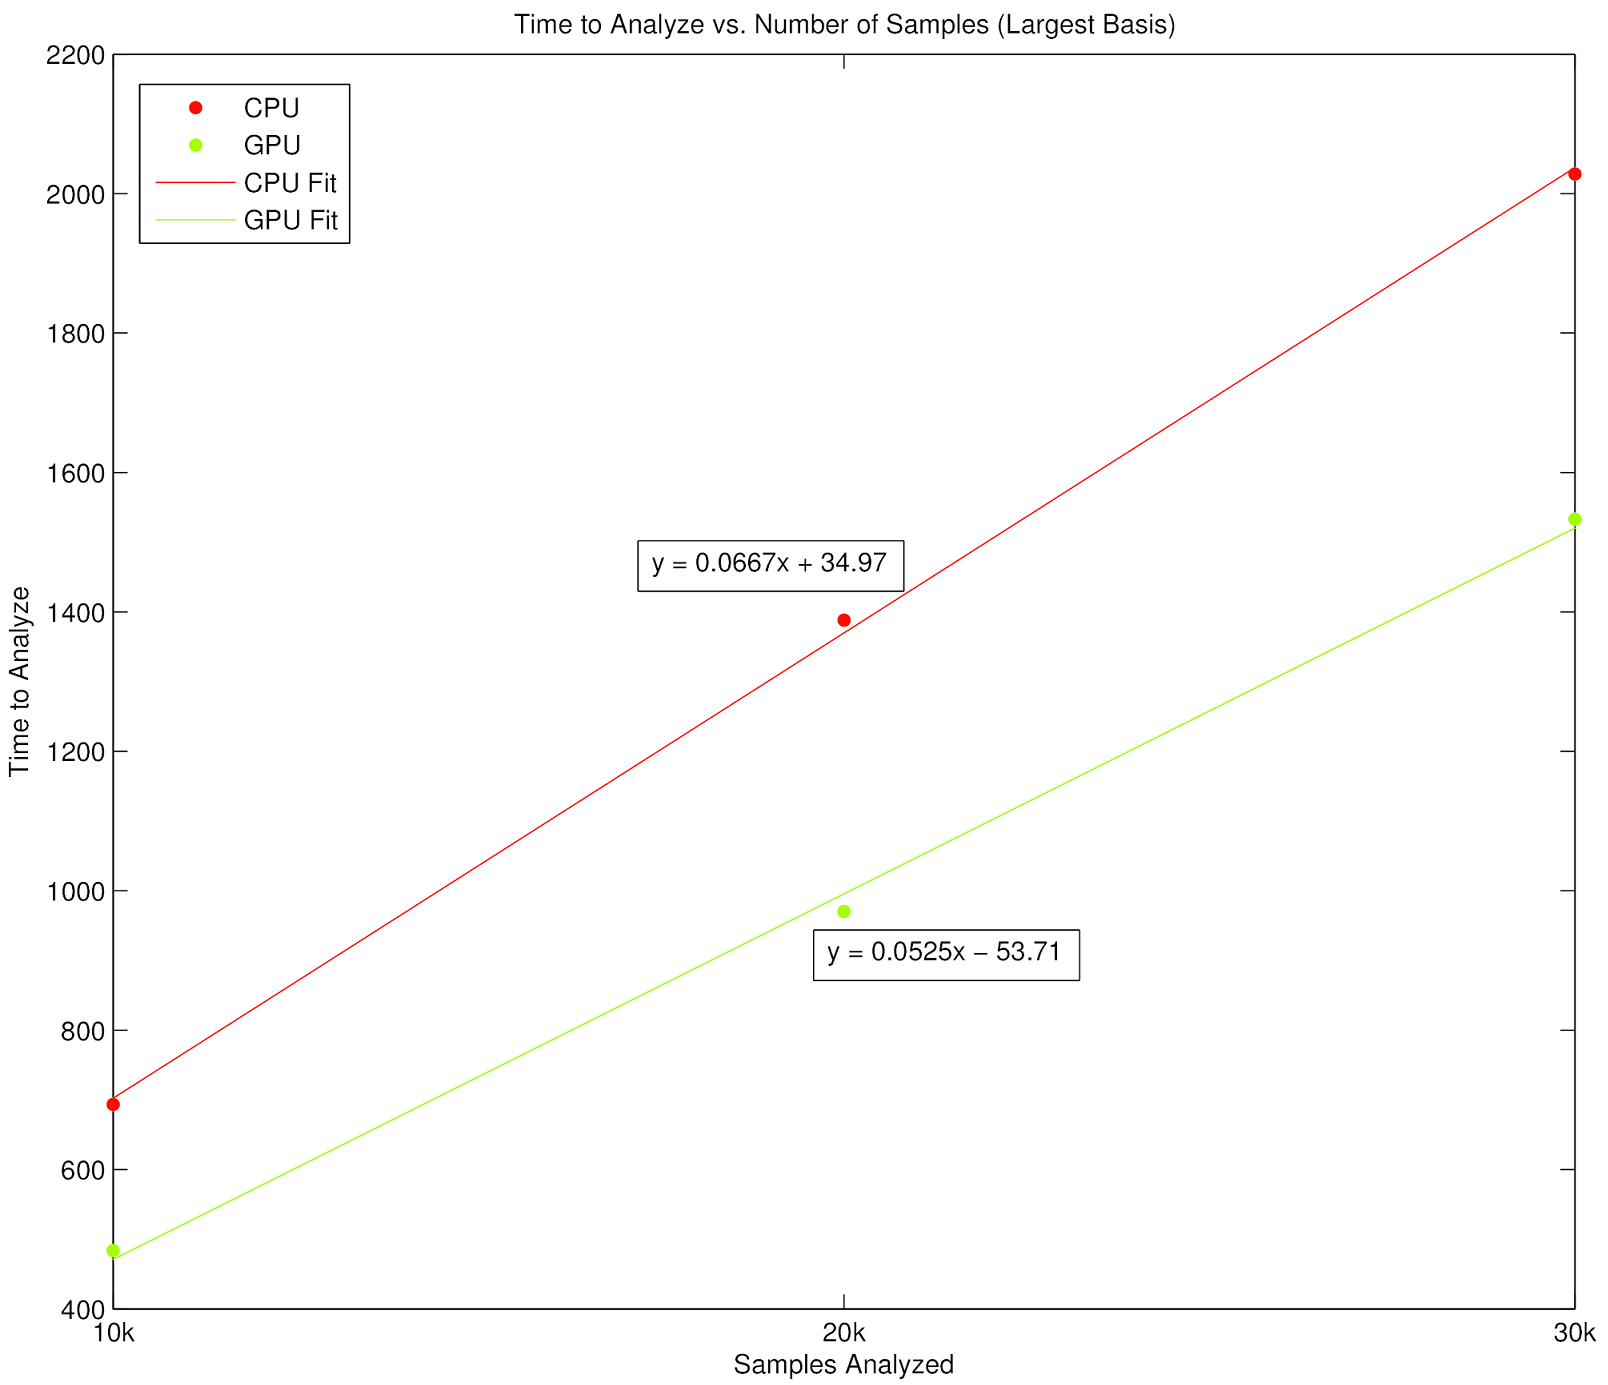 Time to Analyze vs. Number of Samples (Largest Basis)
2200
2000
1800
1600
1400
1200
1000
800
600
400
CPU
GPU
CPU Fit
GPU Fit
y = 0.0667x + 34.97
y = 0.0525x − 53.71
Time to Analyze
10k
20k
30k
Samples Analyzed